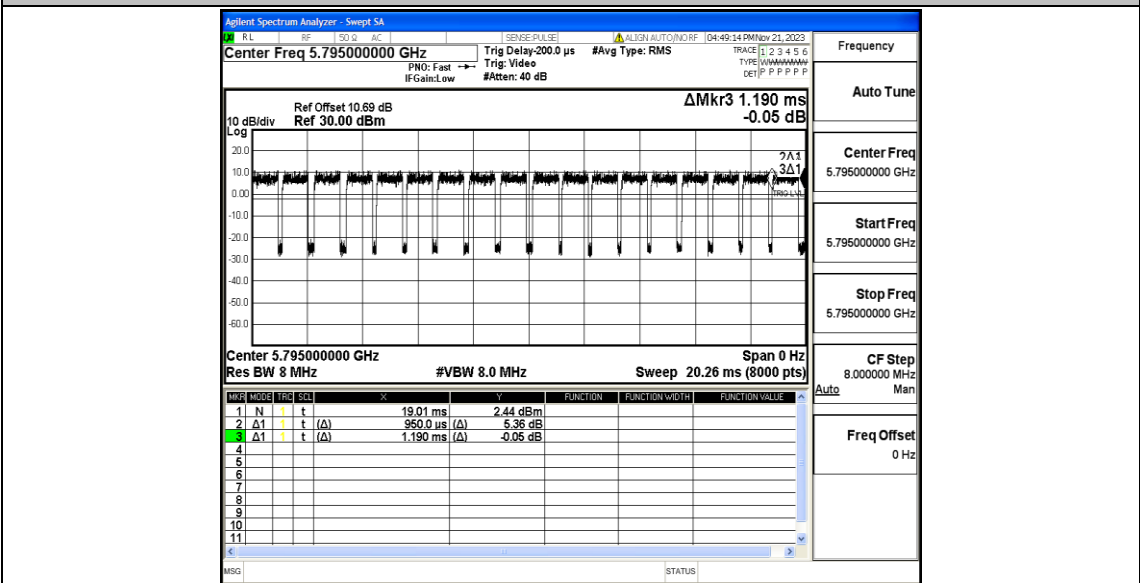 Agilent Spectrum Analyzer - Swept SA
LXI RL RF 50 Ω AC SENSE:PULSE ALIGN AUTO/NO RF 04:49:14 PM Nov 21, 2023
Center Freq 5.795000000 GHz Trig Delay-200.0 μs #Avg Type: RMS TRACE 1 2 3 4 5 6
PNO: Fast Trig: Video TYPE WWWWWW
IFGain:Low #Atten: 40 dB DET P P P P P P
ΔMkr3 1.190 ms
-0.05 dB
Ref Offset 10.69 dB
10 dB/div Ref 30.00 dBm
Log
20.0
10.0
0.00
-10.0
-20.0
-30.0
-40.0
-50.0
-60.0
2Δ1
3Δ1
TRIG LVL
Center 5.795000000 GHz Span 0 Hz
Res BW 8 MHz #VBW 8.0 MHz Sweep 20.26 ms (8000 pts)
MKR MODE TRC SCL X Y FUNCTION FUNCTION WIDTH FUNCTION VALUE
1 N 1 t 19.01 ms 2.44 dBm
2 Δ1 1 t (Δ) 950.0 μs (Δ) 5.36 dB
3 Δ1 1 t (Δ) 1.190 ms (Δ) -0.05 dB
4
5
6
7
8
9
10
11
MSG STATUS
Frequency
Auto Tune
Center Freq
5.795000000 GHz
Start Freq
5.795000000 GHz
Stop Freq
5.795000000 GHz
CF Step
8.000000 MHz
Auto Man
Freq Offset
0 Hz